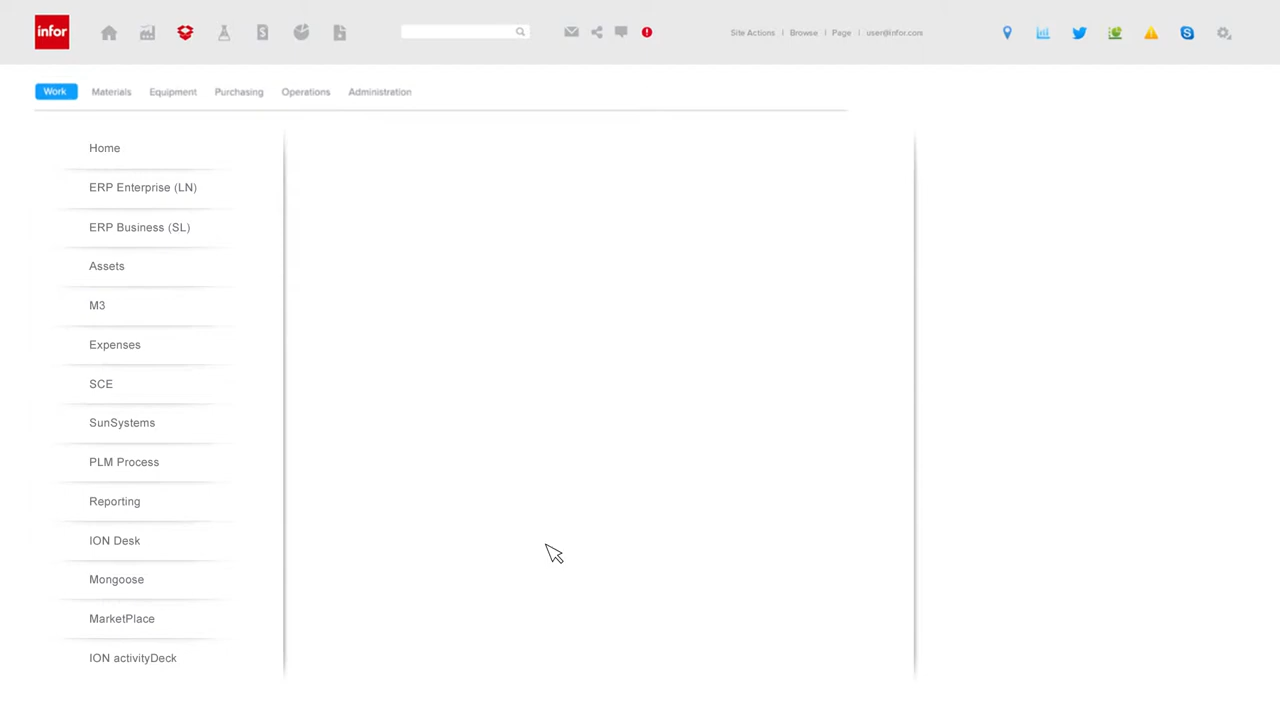 infor
Site Actions | Browse | Page | user@infor.com
Work Materials Equipment Purchasing Operations Administration
Home
ERP Enterprise (LN)
ERP Business (SL)
Assets
M3
Expenses
SCE
SunSystems
PLM Process
Reporting
ION Desk
Mongoose
MarketPlace
ION activityDeck